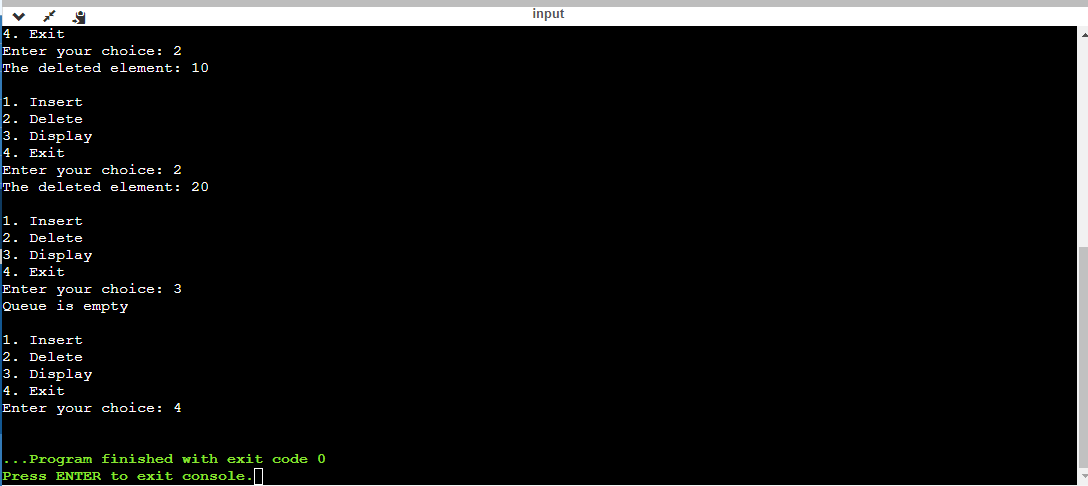 input
4. Exit
Enter your choice: 2
The deleted element: 10
1. Insert
2. Delete
3. Display
4. Exit
Enter your choice: 2
The deleted element: 20
1. Insert
2. Delete
3. Display
4. Exit
Enter your choice: 3
Queue is empty
1. Insert
2. Delete
3. Display
4. Exit
Enter your choice: 4
...Program finished with exit code 0
Press ENTER to exit console.